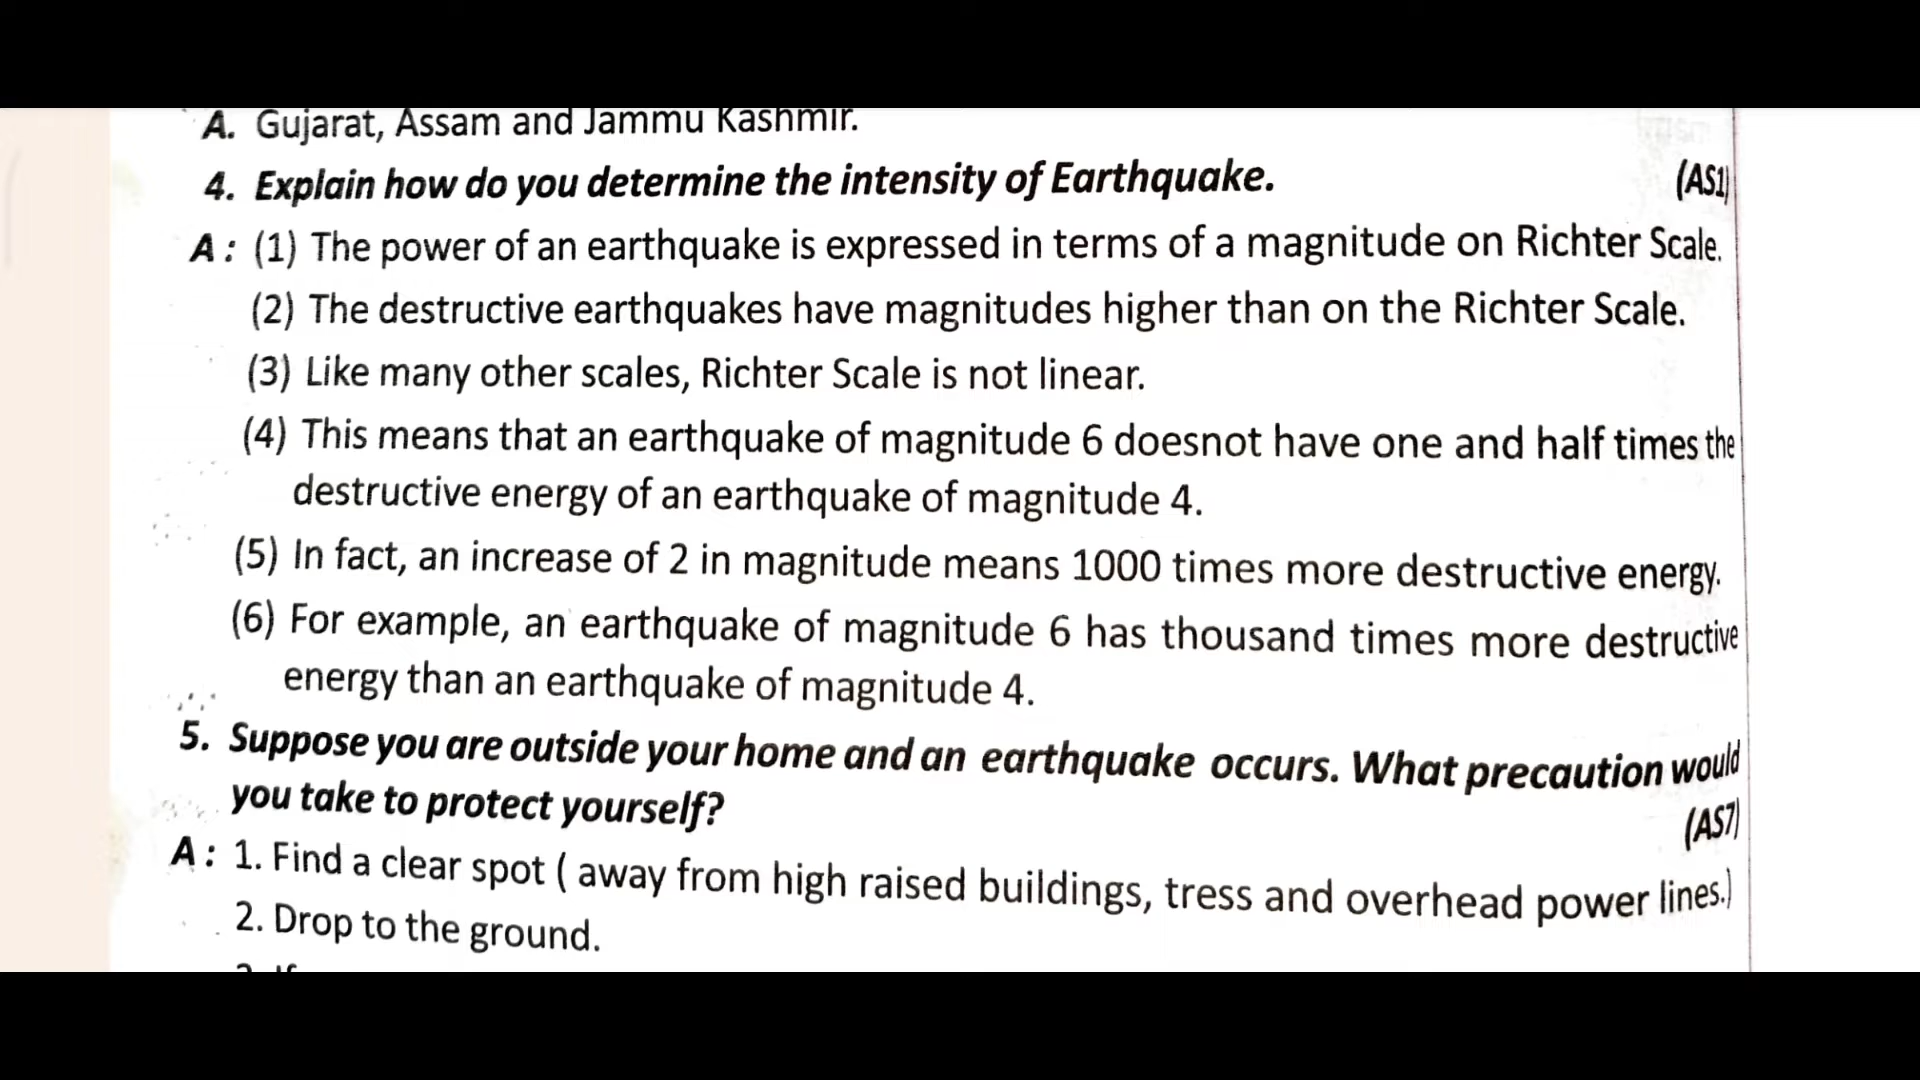 A. Gujarat, Assam and Jammu Kashmir.
4. Explain how do you determine the intensity of Earthquake. (AS1)
A : (1) The power of an earthquake is expressed in terms of a magnitude on Richter Scale.
(2) The destructive earthquakes have magnitudes higher than on the Richter Scale.
(3) Like many other scales, Richter Scale is not linear.
(4) This means that an earthquake of magnitude 6 doesnot have one and half times the
destructive energy of an earthquake of magnitude 4.
(5) In fact, an increase of 2 in magnitude means 1000 times more destructive energy.
(6) For example, an earthquake of magnitude 6 has thousand times more destructive
energy than an earthquake of magnitude 4.
5. Suppose you are outside your home and an earthquake occurs. What precaution would
you take to protect yourself? (AS7)
A : 1. Find a clear spot ( away from high raised buildings, tress and overhead power lines.)
2. Drop to the ground.